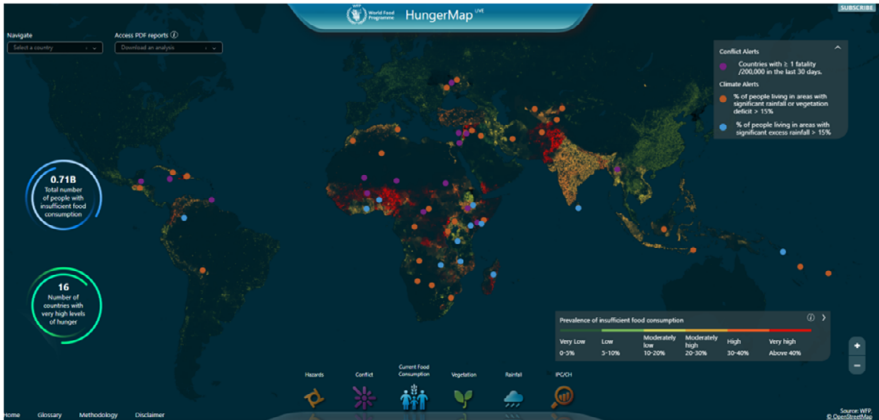 SUBSCRIBE
WFP
World Food
Programme
HungerMap LIVE
Navigate
Select a country
Access PDF reports
Download an analysis
Conflict Alerts
Countries with ≥ 1 fatality
/200,000 in the last 30 days.
Climate Alerts
% of people living in areas with
significant rainfall or vegetation
deficit > 15%
% of people living in areas with
significant excess rainfall > 15%
0.71B
Total number
of people with
insufficient food
consumption
16
Number of
countries with
very high levels
of hunger
Prevalence of insufficient food consumption
Very Low
0-5%
Low
5-10%
Moderately
low
10-20%
Moderately
high
20-30%
High
30-40%
Very high
Above 40%
Hazards
Conflict
Current Food
Consumption
Vegetation
Rainfall
IPC/CH
Home Glossary Methodology Disclaimer
Source: WFP
© OpenStreetMap